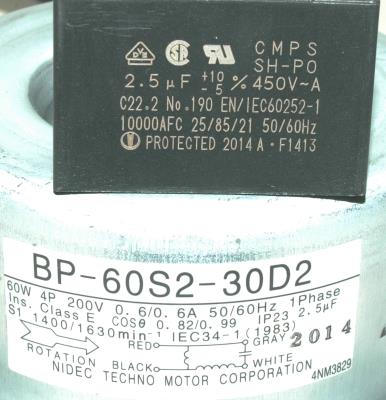 DVE SA CMPS
SH-PO
2.5μF +10 -5 % 450V~A
C22.2 No.190 EN/IEC60252-1
10000AFC 25/85/21 50/60Hz
PROTECTED 2014 A · F1413
BP-60S2-30D2
60W 4P 200V 0.6/0.6A 50/60Hz 1Phase
Ins. Class E COSθ 0.82/0.99 IP23 2.5μF
S1 1400/1630min⁻¹ IEC34-1(1983)
ROTATION RED GRAY 2014
BLACK WHITE
NIDEC TECHNO MOTOR CORPORATION 4NM3829